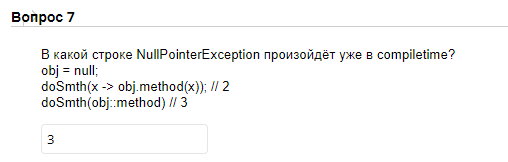 Вопрос 7
В какой строке NullPointerException произойдёт уже в compiletime?
obj = null;
doSmth(x -> obj.method(x)); // 2
doSmth(obj::method) // 3
3